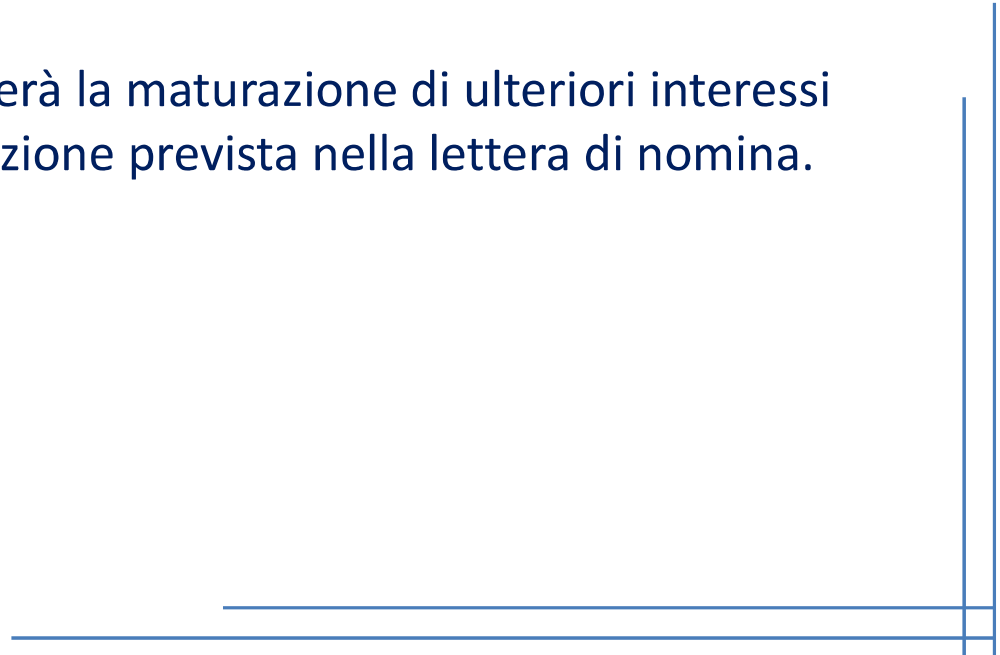 erà la maturazione di ulteriori interessi
zione prevista nella lettera di nomina.